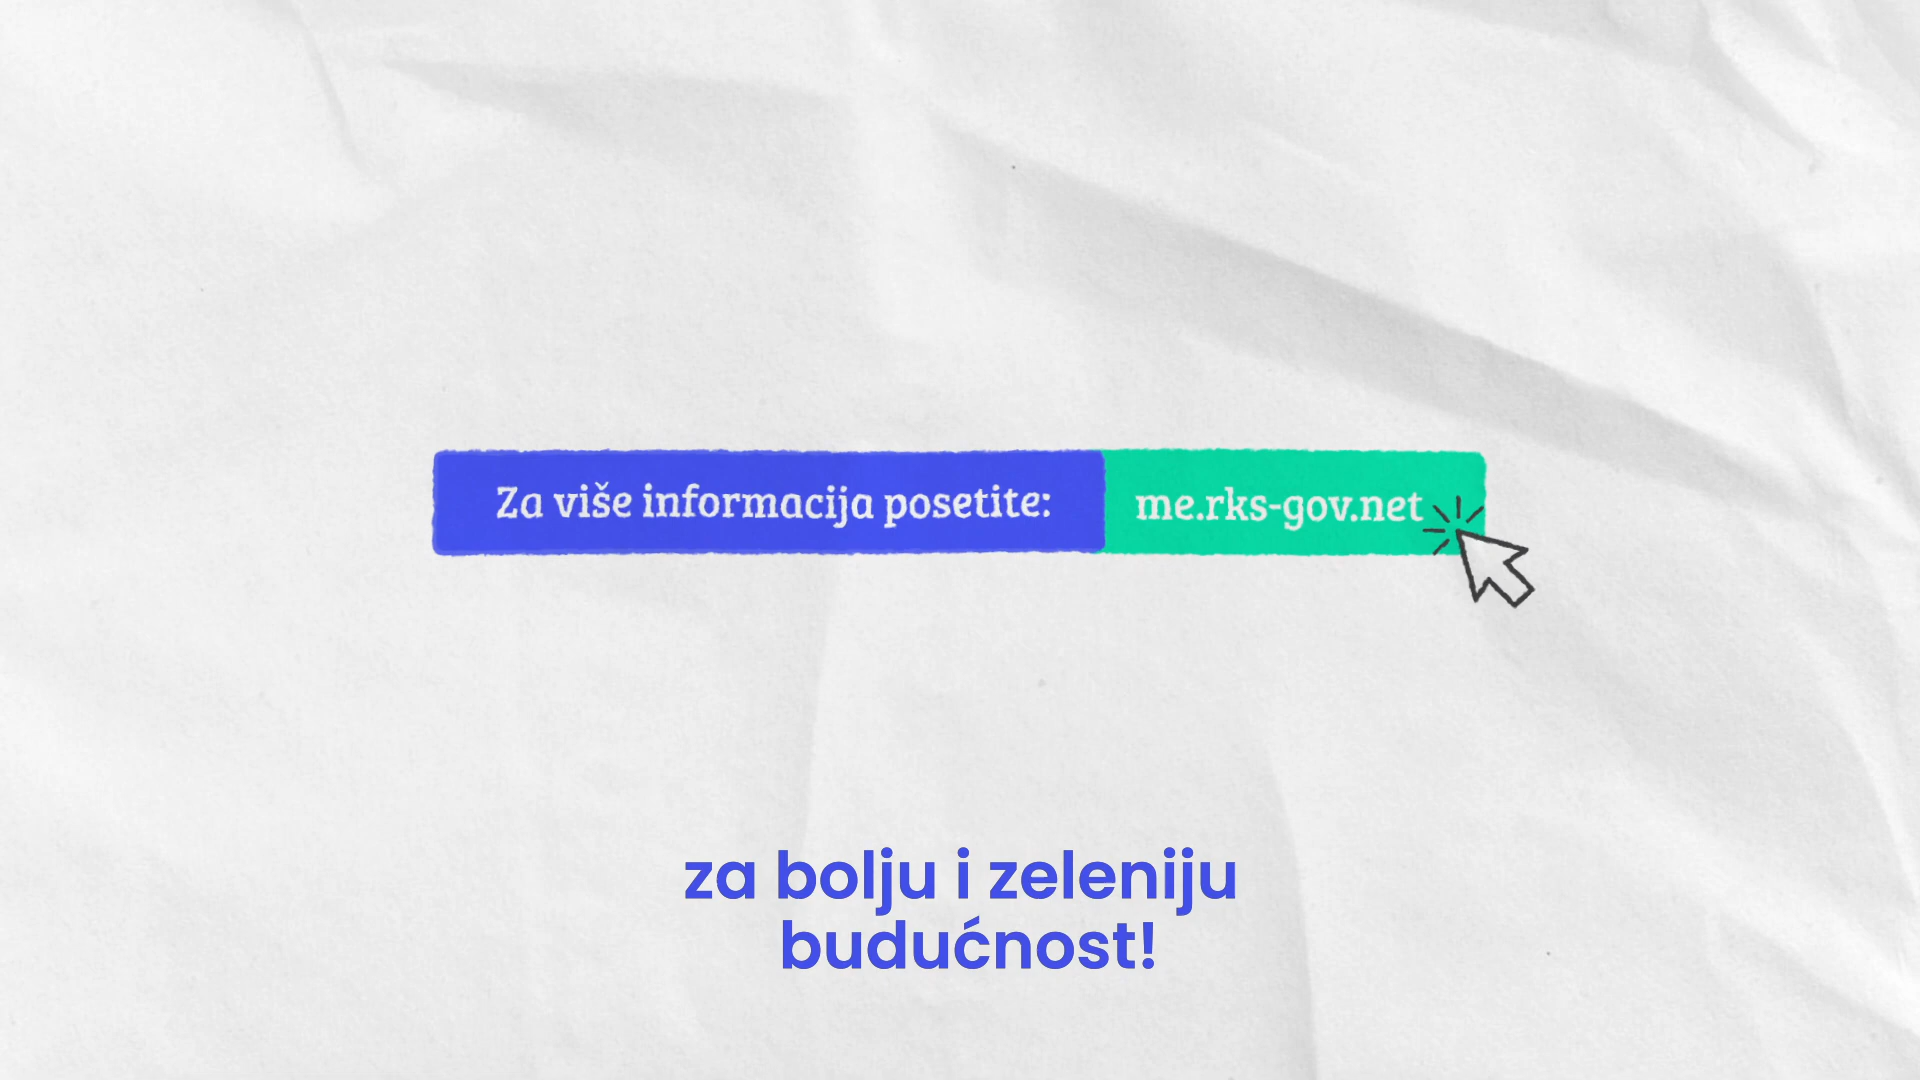 Za više informacija posetite: me.rks-gov.net
za bolju i zeleniju
budućnost!